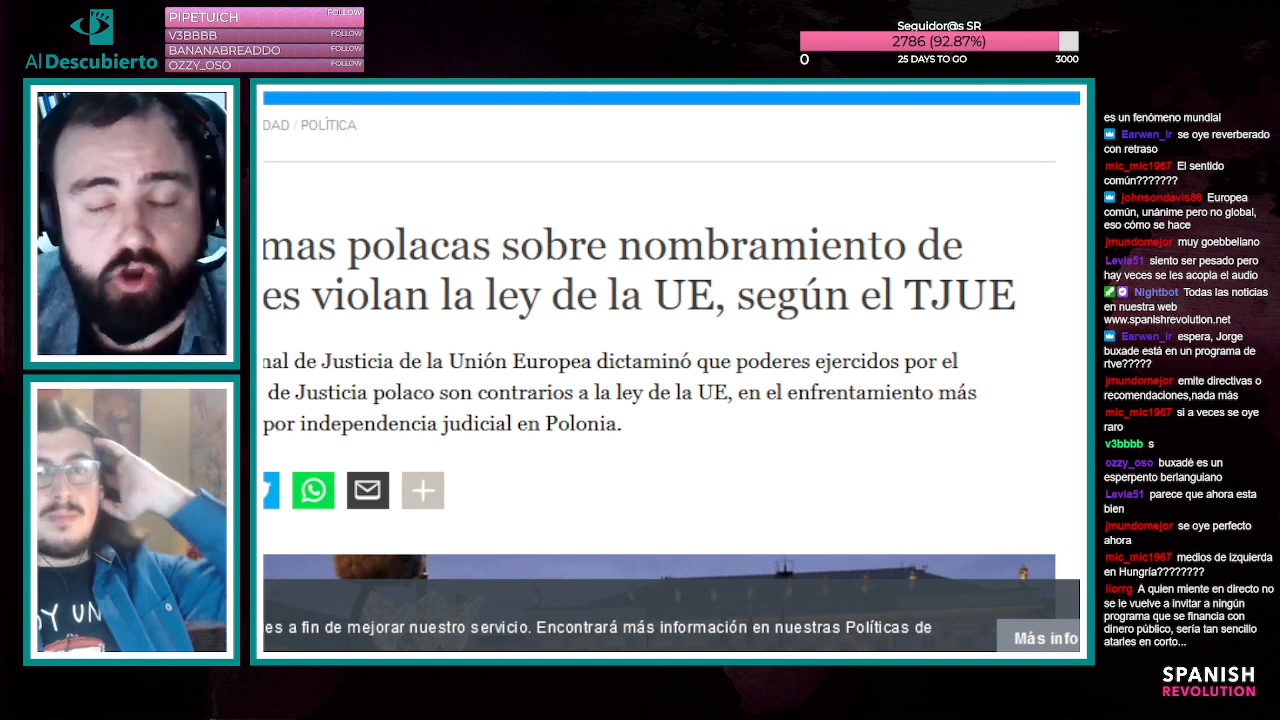 Al Descubierto
PIPETUICH FOLLOW
V3BBBB FOLLOW
BANANABREADDO FOLLOW
OZZY_OSO FOLLOW
Seguidor@s SR
2786 (92.87%)
0 25 DAYS TO GO 3000
DAD / POLÍTICA
mas polacas sobre nombramiento de
es violan la ley de la UE, según el TJUE
nal de Justicia de la Unión Europea dictaminó que poderes ejercidos por el
de Justicia polaco son contrarios a la ley de la UE, en el enfrentamiento más
por independencia judicial en Polonia.
es a fin de mejorar nuestro servicio. Encontrará más información en nuestras Políticas de
Más info
es un fenómeno mundial
Earwen_ir se oye reverberado
con retraso
mic_mic1967 El sentido
común???????
johnsondavis86 Europea
común, unánime pero no global,
eso cómo se hace
jmundomejor muy goebbeliano
Levia51 siento ser pesado pero
hay veces se les acopla el audio
Nightbot Todas las noticias
en nuestra web
www.spanishrevolution.net
Earwen_ir espera, Jorge
buxade está en un programa de
rtve?????
jmundomejor emite directivas o
recomendaciones,nada más
mic_mic1967 si a veces se oye
raro
v3bbbb s
ozzy_oso buxadé es un
esperpento berlanguiano
Levia51 parece que ahora esta
bien
jmundomejor se oye perfecto
ahora
mic_mic1967 medios de izquierda
en Hungría????????
llorrg A quien miente en directo no
se le vuelve a invitar a ningún
programa que se financia con
dinero público, sería tan sencillo
atarles en corto...
SPANISH
REVOLUTION